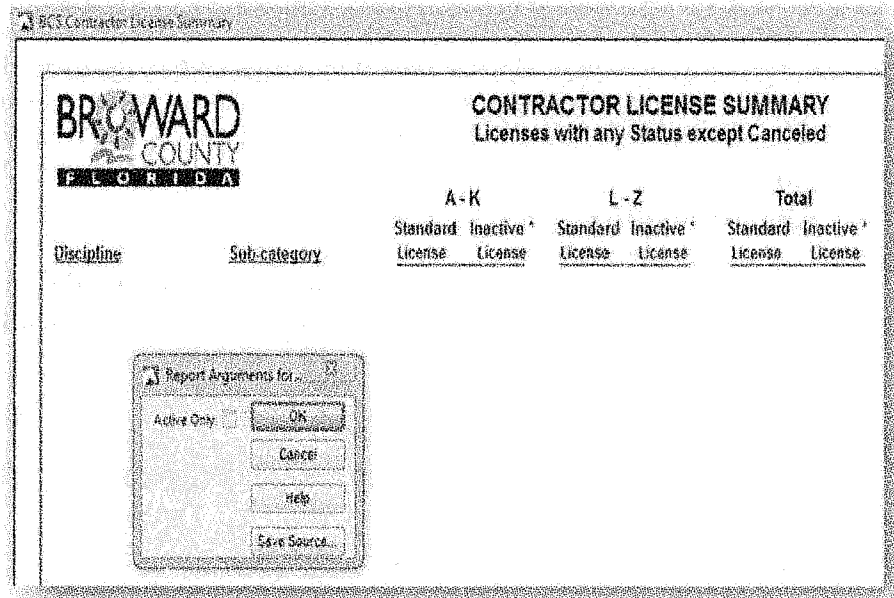 BCS Contractor License Summary
BROWARD
COUNTY
FLORIDA
CONTRACTOR LICENSE SUMMARY
Licenses with any Status except Canceled
A - K L - Z Total
Standard Inactive * Standard Inactive * Standard Inactive *
Discipline Sub-category License License License License License License
Report Arguments for...
Active Only OK
Cancel
Help
Save Source...